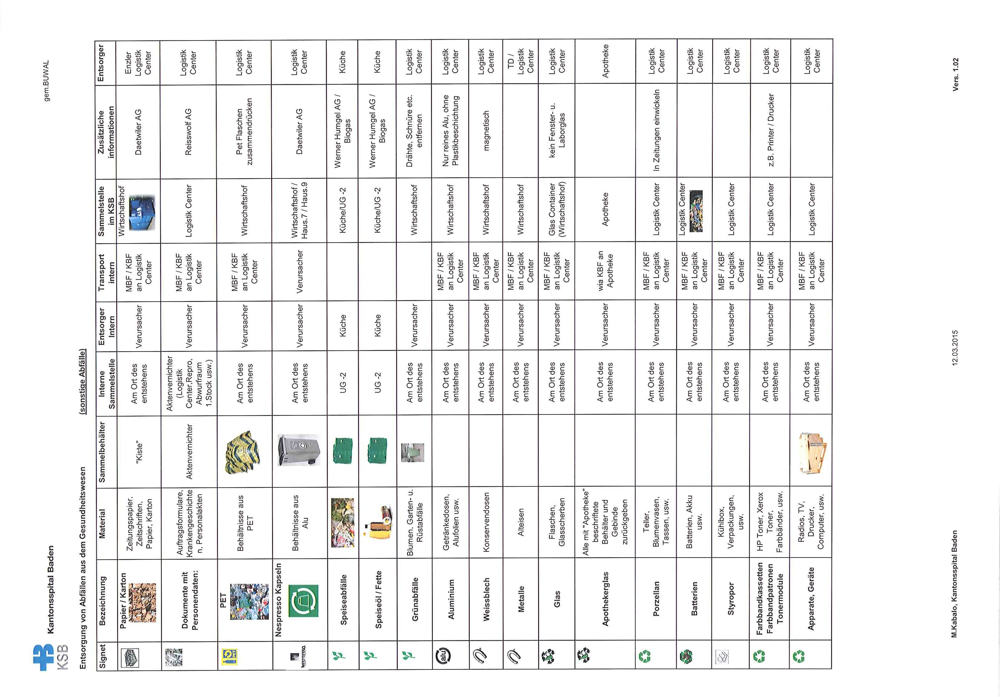 KSB
Kantonsspital Baden
gem.BUWAL
Entsorgung von Abfällen aus dem Gesundheitswesen
(sonstige Abfälle)
Signet
Bezeichnung
Material
Sammelbehälter
Interne
Sammelstelle
Entsorger
Intern
Transport
intern
Sammelstelle
im KSB
Zusätzliche
informationen
Entsorger
Papier / Karton
Zeitungspapier,
Zeitschriften,
Papier, Karton
"Kiste"
Am Ort des
entstehens
Verursacher
MBF / KBF
an Logistik
Center
Wirtschaftshof
Daetwiler AG
Enzler
Logistik
Center
Dokumente mit
Personendaten:
Auftragsformulare,
Krankengeschichte
n, Personalakten
Aktenvernichter
Aktenvernichter
(Logistik
Center,Repro,
Abwurfraum
1.Stock usw.)
Verursacher
MBF / KBF
an Logistik
Center
Logistik Center
Reisswolf AG
Logistik
Center
PET
PET
Behältnisse aus
PET
Am Ort des
entstehens
Verursacher
MBF / KBF
an Logistik
Center
Wirtschaftshof
Pet Flaschen
zusammendrücken
Logistik
Center
NESPRESSO.
Nespresso Kapseln
Behältnisse aus
Alu
Am Ort des
entstehens
Verursacher
Verursacher
Wirtschaftshof /
Haus.7 / Haus.9
Daetwiler AG
Logistik
Center
Speiseabfälle
UG -2
Küche
Küche/UG -2
Werner Humgel AG /
Biogas
Küche
Speiseöl / Fette
UG -2
Küche
Küche/UG -2
Werner Humgel AG /
Biogas
Küche
Grünabfälle
Blumen, Garten- u.
Rüstabfälle
Am Ort des
entstehens
Verursacher
Wirtschaftshof
Drähte, Schnüre etc.
entfernen
Logistik
Center
alu
Aluminium
Getränkedosen,
Alufolien usw.
Am Ort des
entstehens
Verursacher
MBF / KBF
an Logistik
Center
Wirtschaftshof
Nur reines Alu, ohne
Plastikbeschichtung
Logistik
Center
Weissblech
Konservendosen
Am Ort des
entstehens
Verursacher
MBF / KBF
an Logistik
Center
Wirtschaftshof
magnetisch
Logistik
Center
Metalle
Alteisen
Am Ort des
entstehens
Verursacher
MBF / KBF
an Logistik
Center
Wirtschaftshof
TD /
Logistik
Center
Glas
Flaschen,
Glasscherben
Am Ort des
entstehens
Verursacher
MBF / KBF
an Logistik
Center
Glas Container
(Wirtschaftshof)
kein Fenster- u.
Laborglas
Logistik
Center
Apothekerglas
Alle mit "Apotheke"
beschriftete
Behälter und
Gebinde
zurückgeben
Am Ort des
entstehens
Verursacher
wia KBF an
Apotheke
Apotheke
Apotheke
Porzellan
Teller,
Blumenvasen,
Tassen, usw.
Am Ort des
entstehens
Verursacher
MBF / KBF
an Logistik
Center
Logistik Center
In Zeitungen einwickeln
Logistik
Center
Batterien
Batterien, Akku
usw.
Am Ort des
entstehens
Verursacher
MBF / KBF
an Logistik
Center
Logistik Center
Logistik
Center
Styropor
Kühlbox,
Verpackungen,
usw.
Am Ort des
entstehens
Verursacher
MBF / KBF
an Logistik
Center
Logistik Center
Logistik
Center
Farbbandkassetten
Farbbandpatronen
Tonermodule
HP Toner, Xerox
Toner,
Farbbänder, usw.
Am Ort des
entstehens
Verursacher
MBF / KBF
an Logistik
Center
Logistik Center
z.B. Printer / Drucker
Logistik
Center
Apparate, Geräte
Radios, TV,
Drucker,
Computer, usw.
Am Ort des
entstehens
Verursacher
MBF / KBF
an Logistik
Center
Logistik Center
Logistik
Center
M.Kabalo, Kantonsspital Baden
12.03.2015
Vers. 1.02